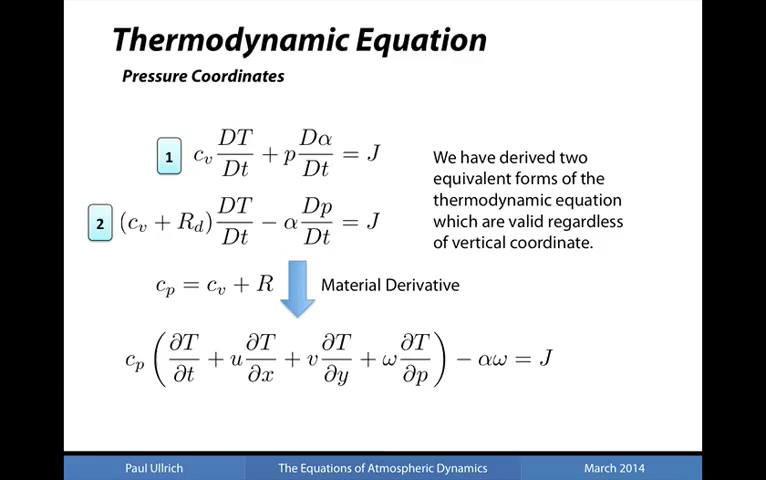 Thermodynamic Equation
Pressure Coordinates
1 c_v DT/Dt + p Dα/Dt = J
We have derived two
equivalent forms of the
thermodynamic equation
which are valid regardless
of vertical coordinate.
2 (c_v + R_d) DT/Dt − α Dp/Dt = J
c_p = c_v + R
Material Derivative
c_p (∂T/∂t + u ∂T/∂x + v ∂T/∂y + ω ∂T/∂p) − αω = J
Paul Ullrich
The Equations of Atmospheric Dynamics
March 2014